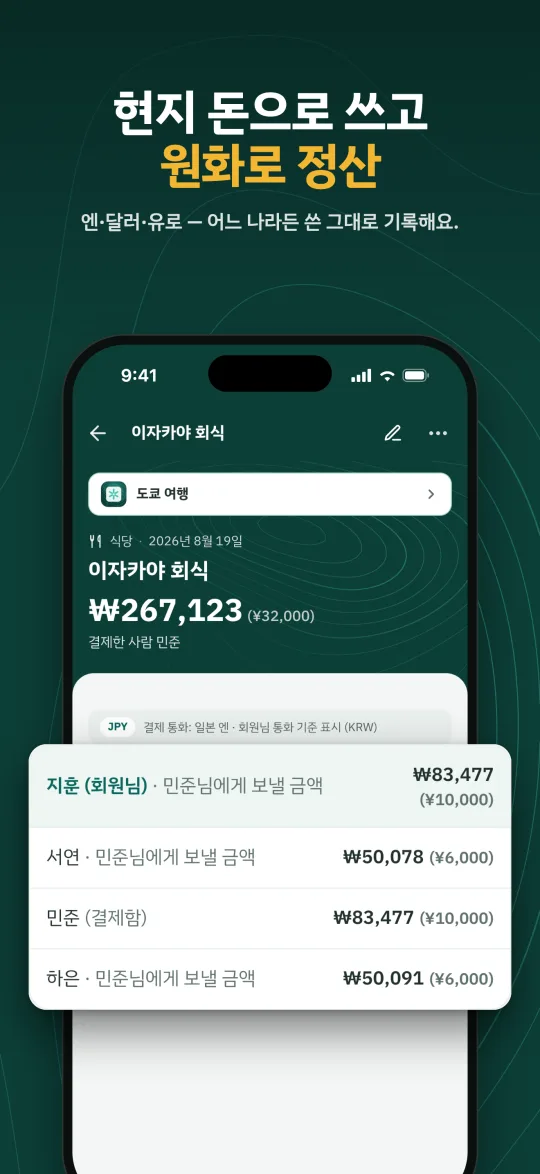 현지 돈으로 쓰고
원화로 정산
엔·달러·유로 — 어느 나라든 쓴 그대로 기록해요.
9:41
이자카야 회식
도쿄 여행
식당 · 2026년 8월 19일
이자카야 회식
₩267,123 (¥32,000)
결제한 사람 민준
JPY 결제 통화: 일본 엔 · 회원님 통화 기준 표시 (KRW)
지훈 (회원님) · 민준님에게 보낼 금액 ₩83,477
(¥10,000)
서연 · 민준님에게 보낼 금액 ₩50,078 (¥6,000)
민준 (결제함) ₩83,477 (¥10,000)
하은 · 민준님에게 보낼 금액 ₩50,091 (¥6,000)